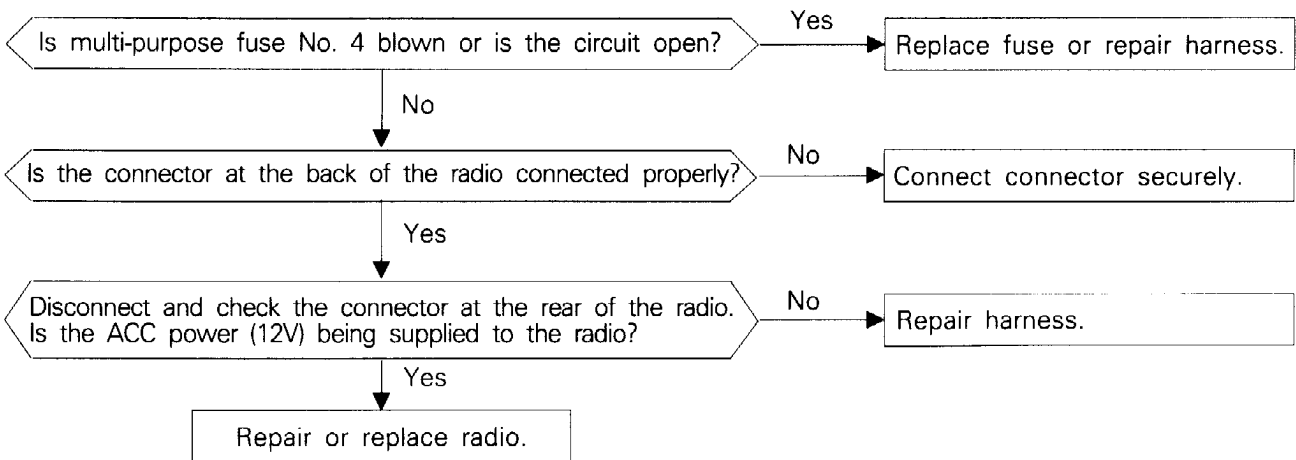 Yes
Is multi-purpose fuse No. 4 blown or is the circuit open?
Replace fuse or repair harness.
No
Is the connector at the back of the radio connected properly?
No
Connect connector securely.
Yes
Disconnect and check the connector at the rear of the radio.
Is the ACC power (12V) being supplied to the radio?
No
Repair harness.
Yes
Repair or replace radio.